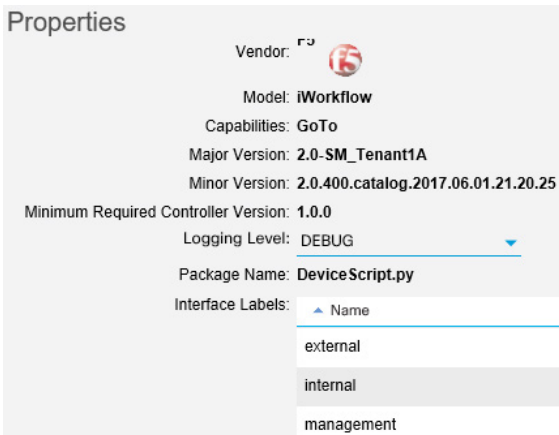 Properties
Vendor: F5
f5
Model: iWorkflow
Capabilities: GoTo
Major Version: 2.0-SM_Tenant1A
Minor Version: 2.0.400.catalog.2017.06.01.21.20.25
Minimum Required Controller Version: 1.0.0
Logging Level: DEBUG
Package Name: DeviceScript.py
Interface Labels: Name
external
internal
management